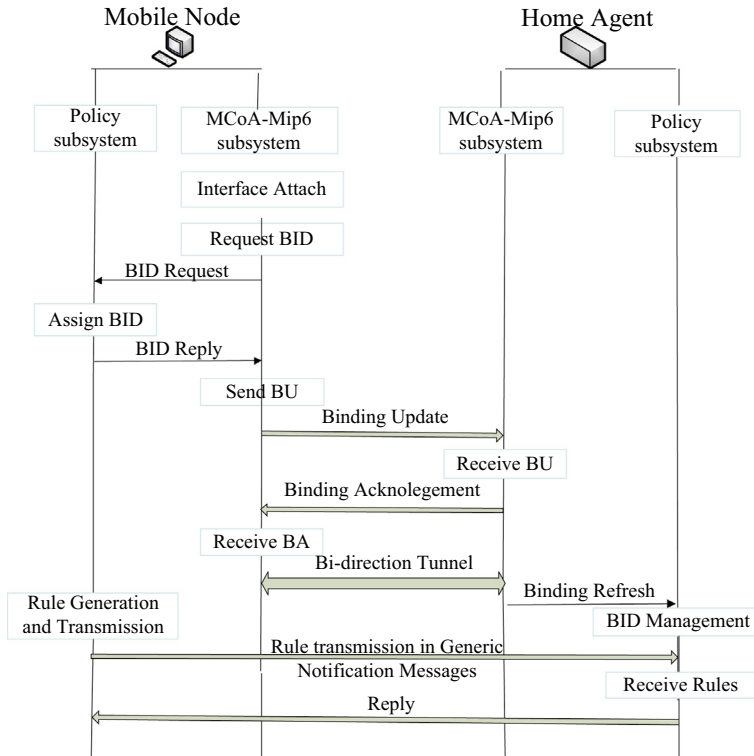 Mobile Node
Home Agent
Policy
subsystem
MCoA-Mip6
subsystem
MCoA-Mip6
subsystem
Policy
subsystem
Interface Attach
Request BID
BID Request
Assign BID
BID Reply
Send BU
Binding Update
Receive BU
Binding Acknolegement
Receive BA
Bi-direction Tunnel
Binding Refresh
Rule Generation
and Transmission
BID Management
Rule transmission in Generic
Notification Messages
Receive Rules
Reply